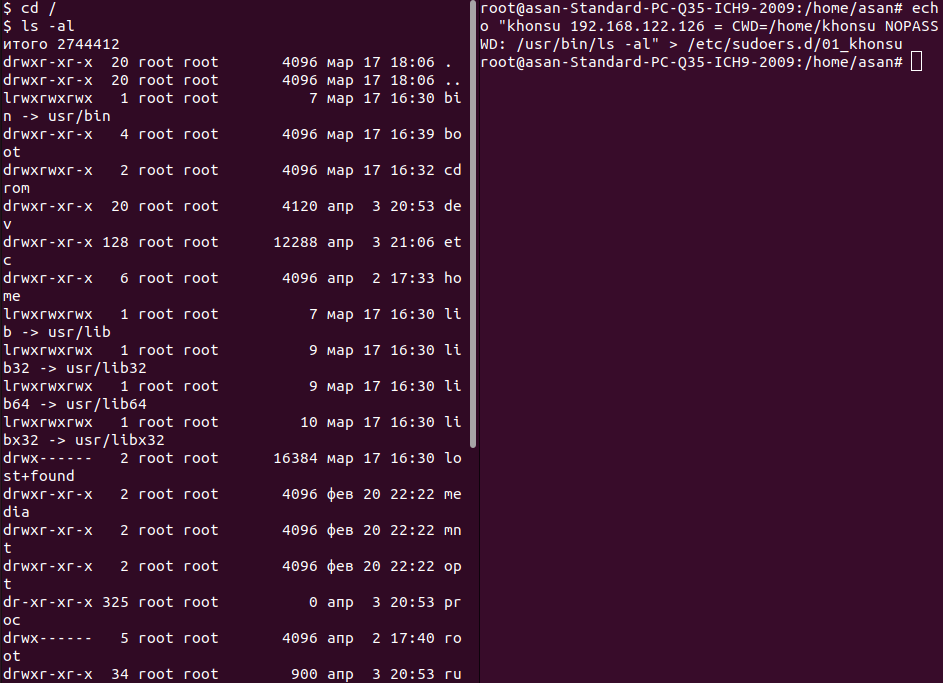 $ cd /
$ ls -al
итого 2744412
drwxr-xr-x  20 root root       4096 мар 17 18:06 .
drwxr-xr-x  20 root root       4096 мар 17 18:06 ..
lrwxrwxrwx   1 root root          7 мар 17 16:30 bi
n -> usr/bin
drwxr-xr-x   4 root root       4096 мар 17 16:39 bo
ot
drwxrwxr-x   2 root root       4096 мар 17 16:32 cd
rom
drwxr-xr-x  20 root root       4120 апр  3 20:53 de
v
drwxr-xr-x 128 root root      12288 апр  3 21:06 et
c
drwxr-xr-x   6 root root       4096 апр  2 17:33 ho
me
lrwxrwxrwx   1 root root          7 мар 17 16:30 li
b -> usr/lib
lrwxrwxrwx   1 root root          9 мар 17 16:30 li
b32 -> usr/lib32
lrwxrwxrwx   1 root root          9 мар 17 16:30 li
b64 -> usr/lib64
lrwxrwxrwx   1 root root         10 мар 17 16:30 li
bx32 -> usr/libx32
drwx------   2 root root      16384 мар 17 16:30 lo
st+found
drwxr-xr-x   2 root root       4096 фев 20 22:22 me
dia
drwxr-xr-x   2 root root       4096 фев 20 22:22 mn
t
drwxr-xr-x   2 root root       4096 фев 20 22:22 op
t
dr-xr-xr-x 325 root root          0 апр  3 20:53 pr
oc
drwx------   5 root root       4096 апр  2 17:40 ro
ot
drwxr-xr-x  34 root root        900 апр  3 20:53 ru
root@asan-Standard-PC-Q35-ICH9-2009:/home/asan# ech
o "khonsu 192.168.122.126 = CWD=/home/khonsu NOPASS
WD: /usr/bin/ls -al" > /etc/sudoers.d/01_khonsu
root@asan-Standard-PC-Q35-ICH9-2009:/home/asan#